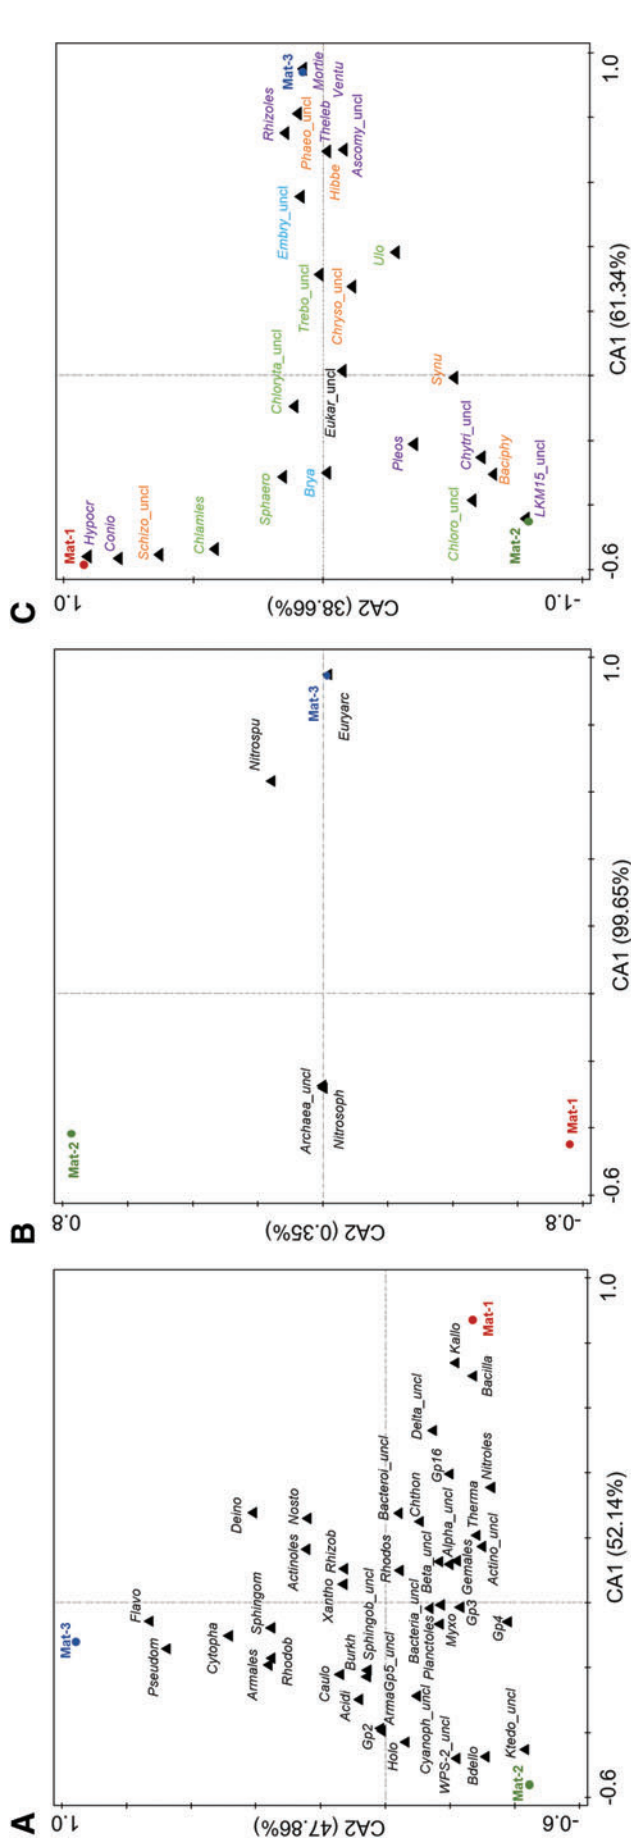 A
1.0
CA2 (47.86%)
-0.6
Mat-3
Flavo
Pseudom
Deino
Cytopha
Sphingom
Armales
Rhodob
Actinoles
Nosto
Xantho
Rhizob
Caulo
Burkh
Acidi
Sphingob_uncl
Gp2
ArmaGp5_uncl
Rhodos
Bacteroi_uncl
Holo
Cyanoph_uncl
Bacteria_uncl
Chthon
Delta_uncl
Planctoles
Beta_uncl
Gp16
WPS-2_uncl
Myxo
Alpha_uncl
Gemales
Kallo
Bdello
Gp3
Therma
Nitroles
Bacilla
Actino_uncl
Gp4
Ktedo_uncl
Mat-2
Mat-1
-0.6
CA1 (52.14%)
1.0
B
0.8
CA2 (0.35%)
-0.8
Mat-2
Nitrospu
Archaea_uncl
Nitrosoph
Mat-3
Euryarc
Mat-1
-0.6
CA1 (99.65%)
1.0
C
1.0
CA2 (38.66%)
-1.0
Mat-1
Hypocr
Conio
Schizo_uncl
Chlamles
Sphaero
Chloryta_uncl
Brya
Eukar_uncl
Trebo_uncl
Chryso_uncl
Embry_uncl
Rhizoles
Phaeo_uncl
Theleb
Hibbe
Mat-3
Mortie
Ventu
Ascomy_uncl
Ulo
Pleos
Synu
Chloro_uncl
Chytri_uncl
Baciphy
Mat-2
LKM15_uncl
-0.6
CA1 (61.34%)
1.0